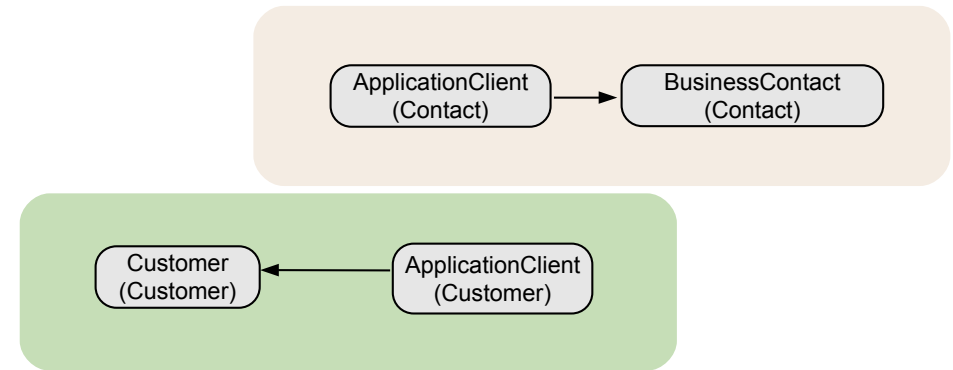 ApplicationClient
(Contact)
BusinessContact
(Contact)
Customer
(Customer)
ApplicationClient
(Customer)